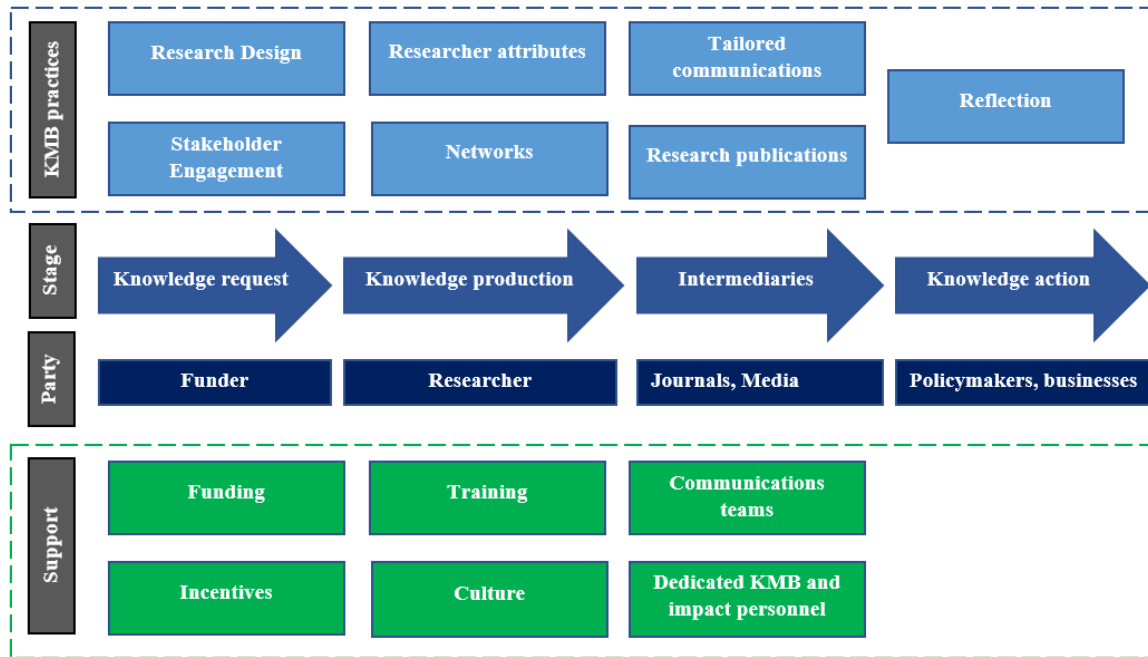 KMB practices
Research Design
Researcher attributes
Tailored
communications
Reflection
Stakeholder
Engagement
Networks
Research publications
Stage
Knowledge request
Knowledge production
Intermediaries
Knowledge action
Party
Funder
Researcher
Journals, Media
Policymakers, businesses
Support
Funding
Training
Communications
teams
Incentives
Culture
Dedicated KMB and
impact personnel